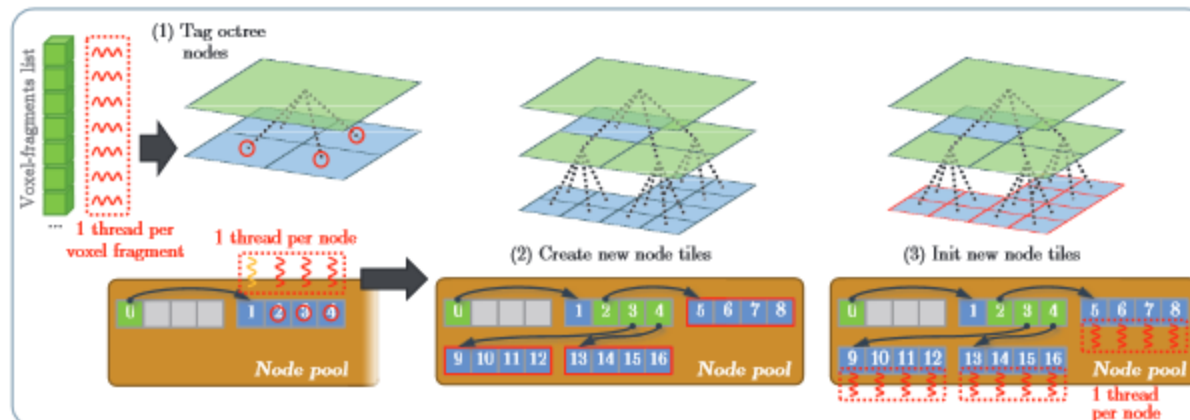 (1) Tag octree
nodes
Voxel-fragments list
...
1 thread per
voxel fragment
1 thread per node
0
1 2 3 4
Node pool
(2) Create new node tiles
0
1 2 3 4
5 6 7 8
9 10 11 12
13 14 15 16
Node pool
(3) Init new node tiles
0
1 2 3 4
5 6 7 8
9 10 11 12
13 14 15 16
Node pool
1 thread
per node